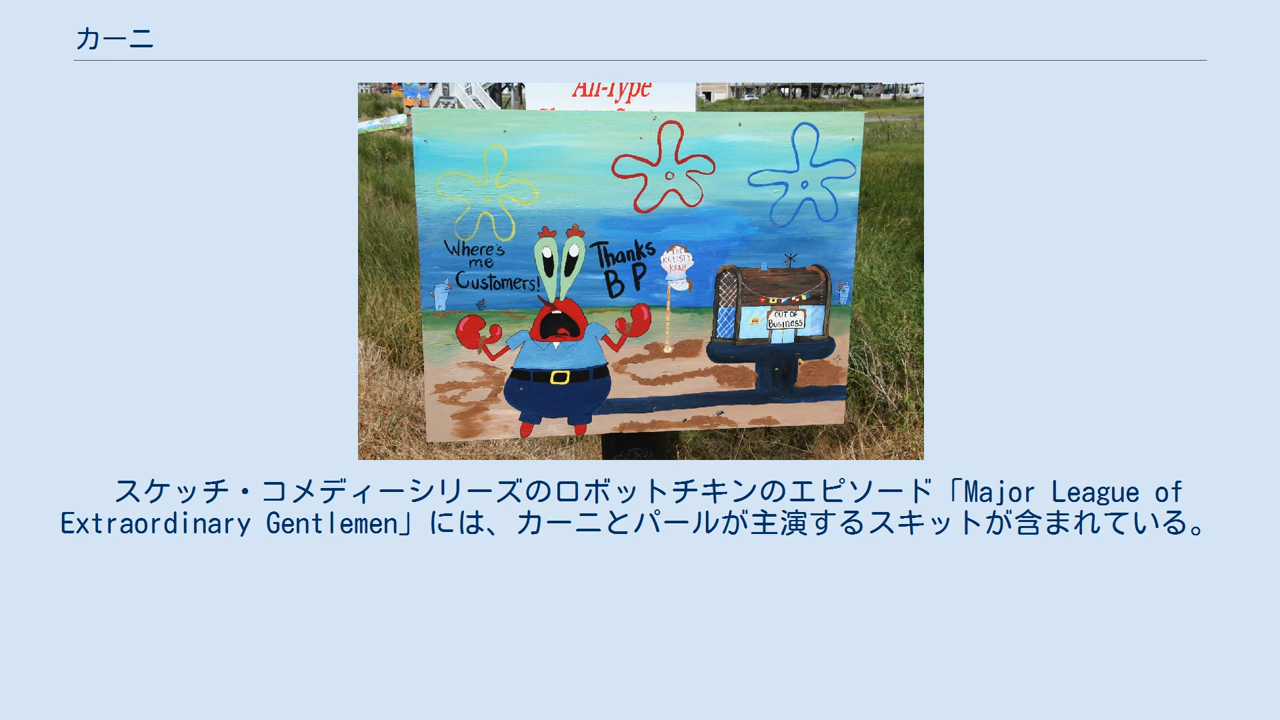 カーニ
All-Type
Where's
me
Customers!
Thanks
BP
THE
KRUSTY
KRAB
OUT OF
Business
スケッチ・コメディーシリーズのロボットチキンのエピソード「Major League of
Extraordinary Gentlemen」には、カーニとパールが主演するスキットが含まれている。